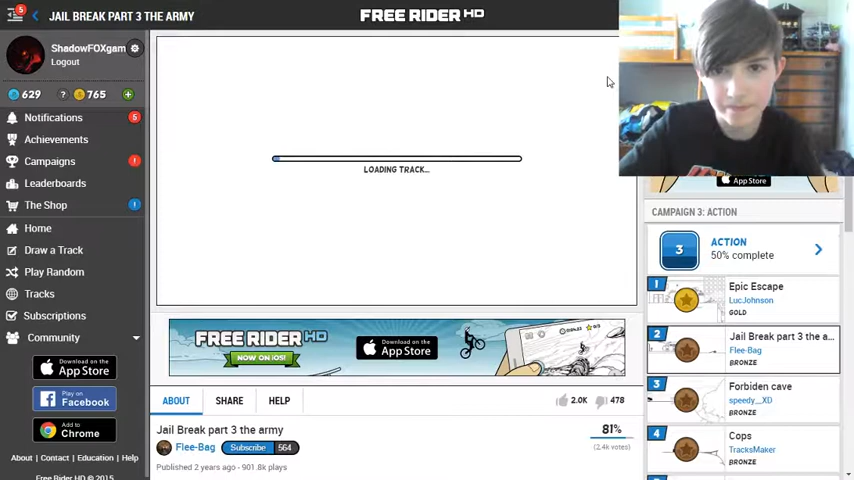 5
JAIL BREAK PART 3 THE ARMY
FREE RIDER HD
ShadowFOXgam
Logout
629 ? 765
Notifications 5
Achievements
Campaigns !
Leaderboards
The Shop !
Home
Draw a Track
Play Random
Tracks
Subscriptions
Community
Download on the
App Store
Play on
Facebook
Add to
Chrome
About | Contact | Education | Help
Free Rider HD © 2015
LOADING TRACK...
FREE RIDER HD
NOW ON iOS!
Download on the
App Store
ABOUT SHARE HELP
2.0K 478
Jail Break part 3 the army
Flee-Bag Subscribe 564
Published 2 years ago - 901.8k plays
81%
(2.4k votes)
App Store
CAMPAIGN 3: ACTION
3
ACTION
50% complete
1
Epic Escape
LucJohnson
GOLD
2
Jail Break part 3 the a...
Flee-Bag
BRONZE
3
Forbiden cave
speedy__XD
BRONZE
4
Cops
TracksMaker
BRONZE